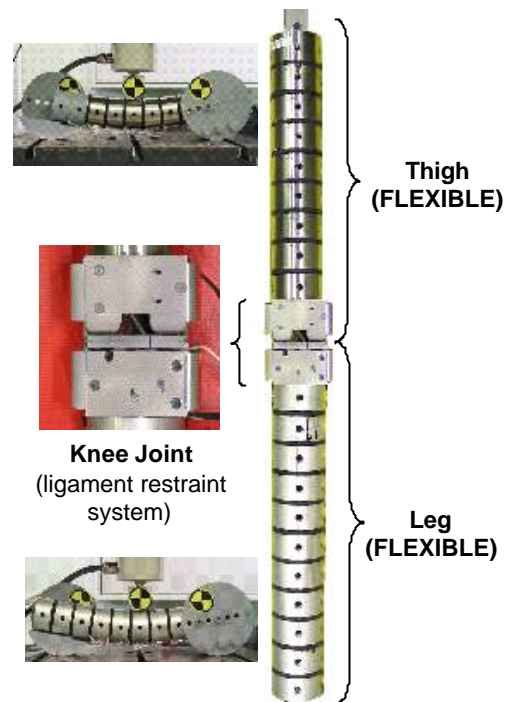 Thigh
(FLEXIBLE)
Knee Joint
(ligament restraint
system)
Leg
(FLEXIBLE)